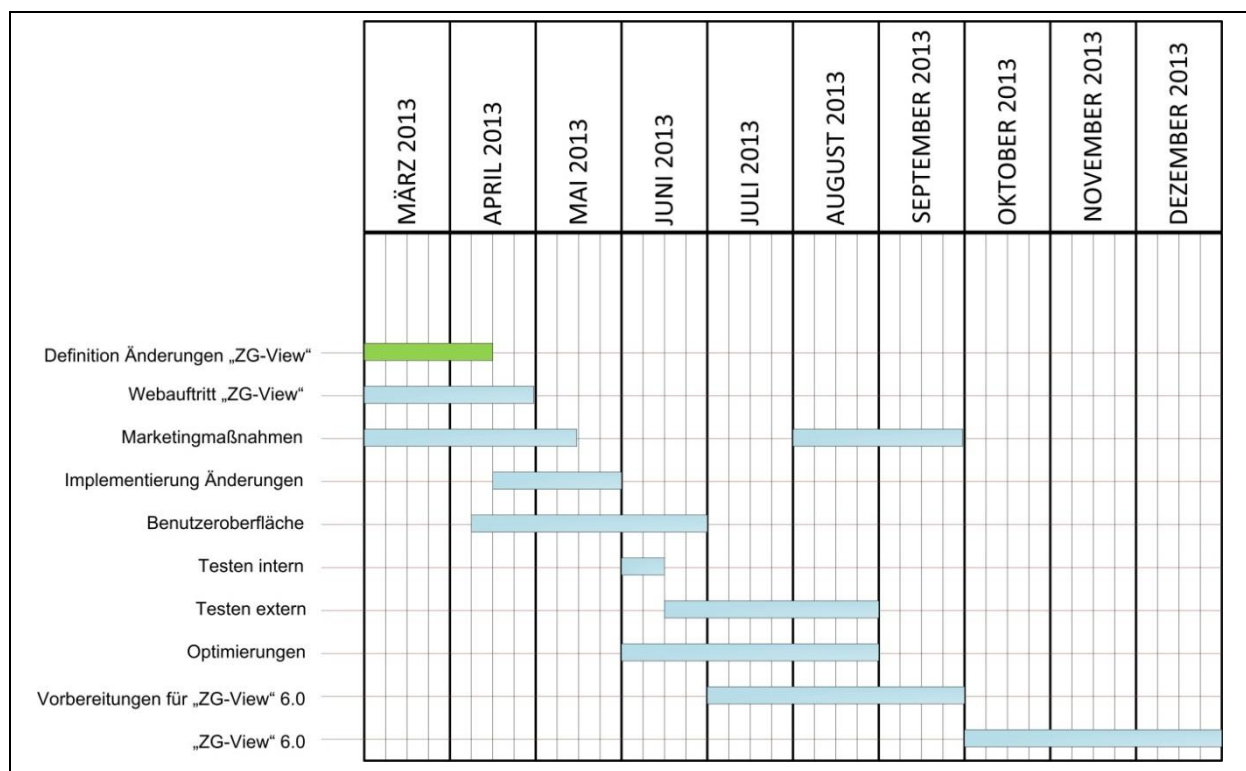 MÄRZ 2013
APRIL 2013
MAI 2013
JUNI 2013
JULI 2013
AUGUST 2013
SEPTEMBER 2013
OKTOBER 2013
NOVEMBER 2013
DEZEMBER 2013
Definition Änderungen „ZG-View“
Webauftritt „ZG-View“
Marketingmaßnahmen
Implementierung Änderungen
Benutzeroberfläche
Testen intern
Testen extern
Optimierungen
Vorbereitungen für „ZG-View“ 6.0
„ZG-View“ 6.0